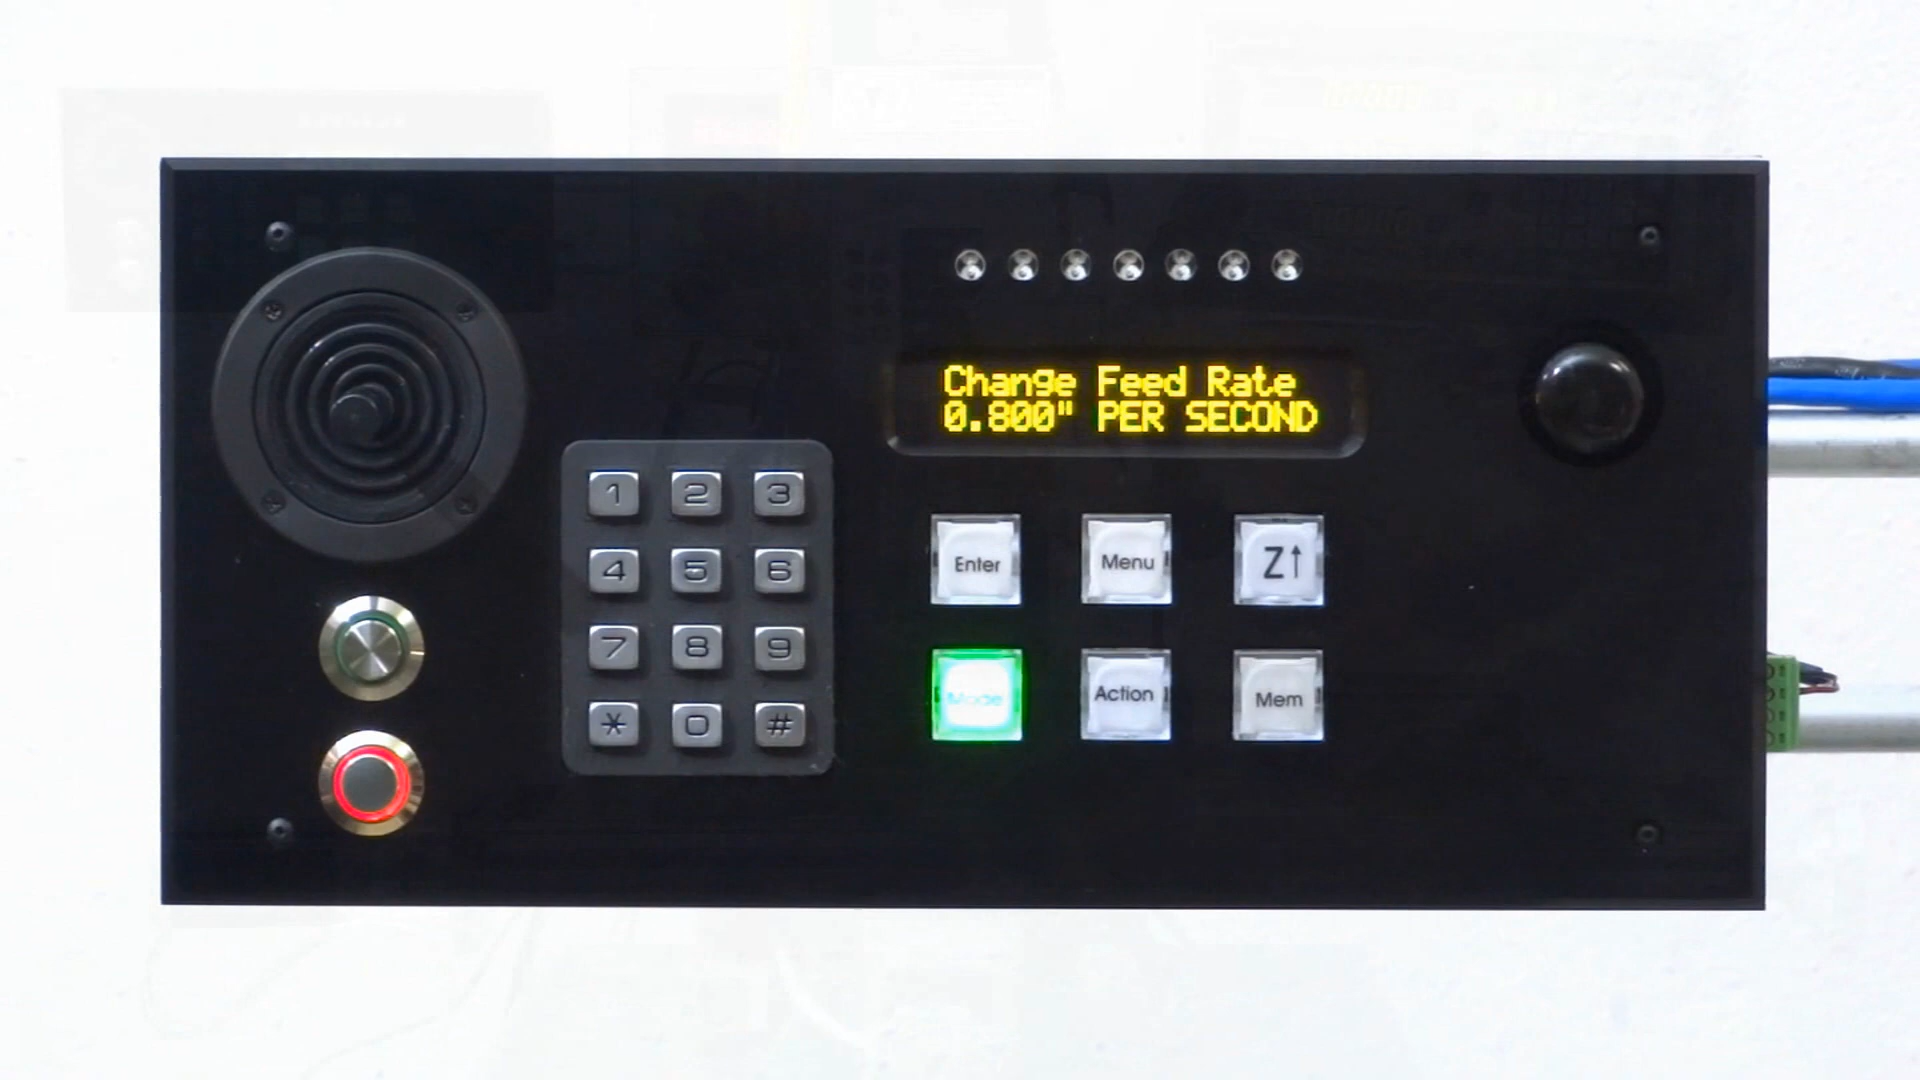 Change Feed Rate
0.800" PER SECOND
1 2 3
4 5 6
7 8 9
* 0 #
Enter Menu Z↑
Mode Action Mem